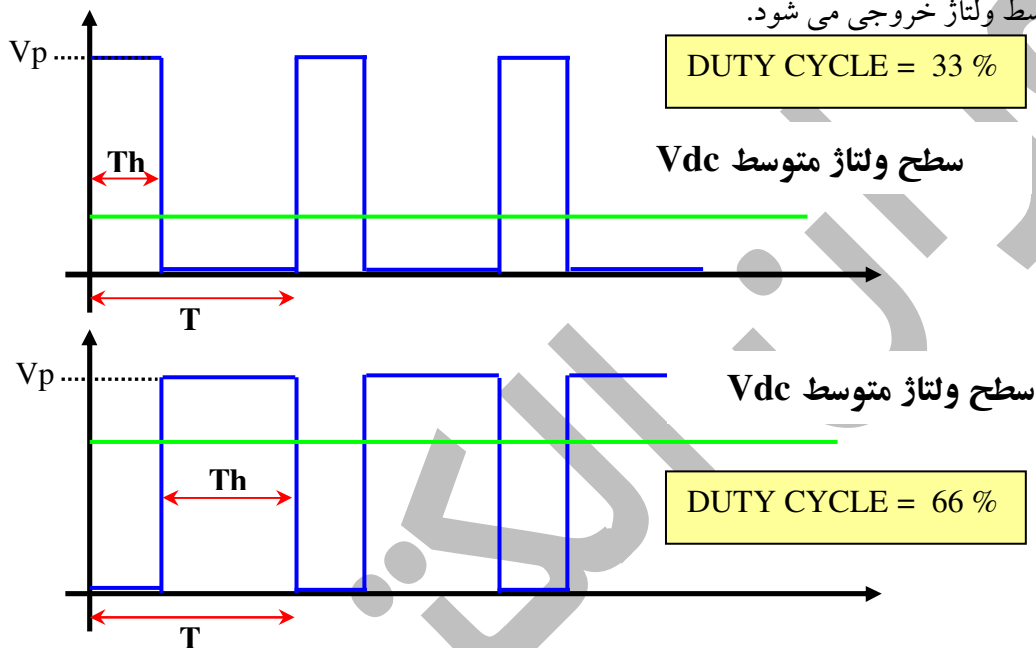 سط ولتاژ خروجی می شود.
Vp
DUTY CYCLE = 33 %
سطح ولتاژ متوسط Vdc
Th
T
Vp
سطح ولتاژ متوسط Vdc
Th
DUTY CYCLE = 66 %
T